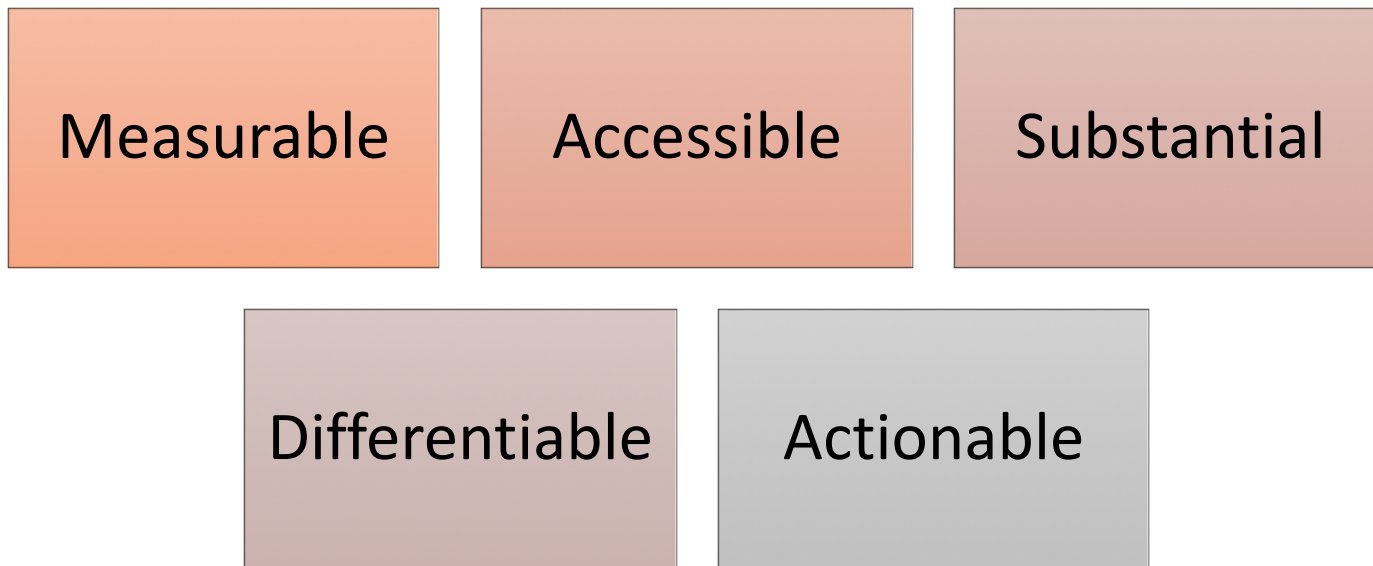 Measurable
Accessible
Substantial
Differentiable
Actionable